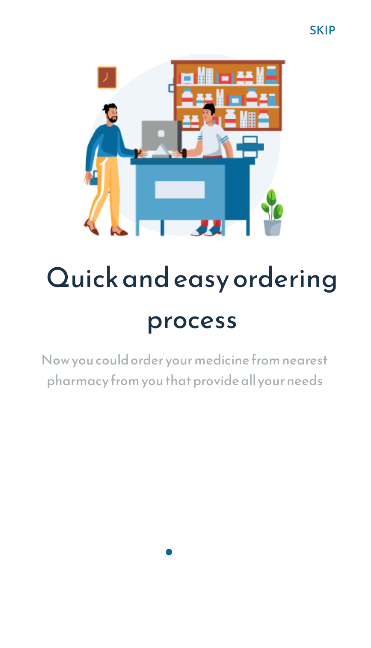 SKIP
Quick and easy ordering
process
Now you could order your medicine from nearest
pharmacy from you that provide all your needs